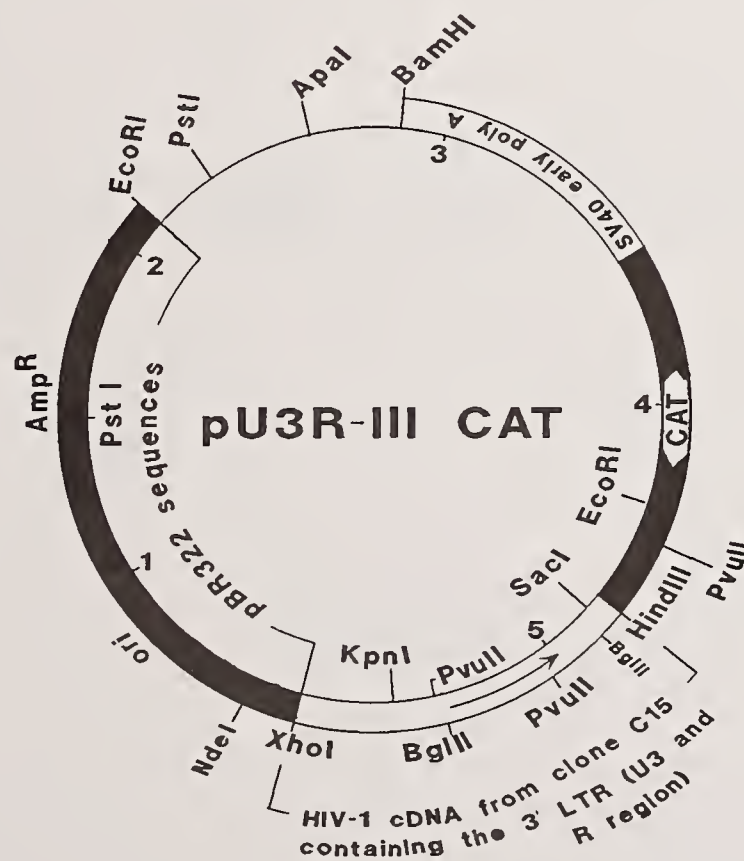 ApaI
BamHI
PstI
EcoRI
SV40 early poly A
3
2
AmpR
PstI
pBR322 sequences
pU3R-III CAT
4
CAT
EcoRI
PvuII
SacI
HindIII
1
ori
5
BglII
KpnI
PvuII
PvuII
NdeI
XhoI
BglII
HIV-1 cDNA from clone C15
containing the 3' LTR (U3 and
R region)